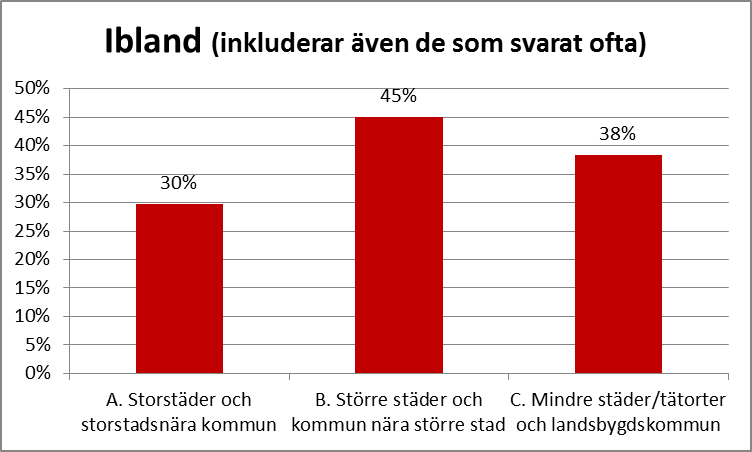 Ibland (inkluderar även de som svarat ofta)
50%
45%
40%
35%
30%
25%
20%
15%
10%
5%
0%
30%
45%
38%
A. Storstäder och
storstadsnära kommun
B. Större städer och
kommun nära större stad
C. Mindre städer/tätorter
och landsbygdskommun